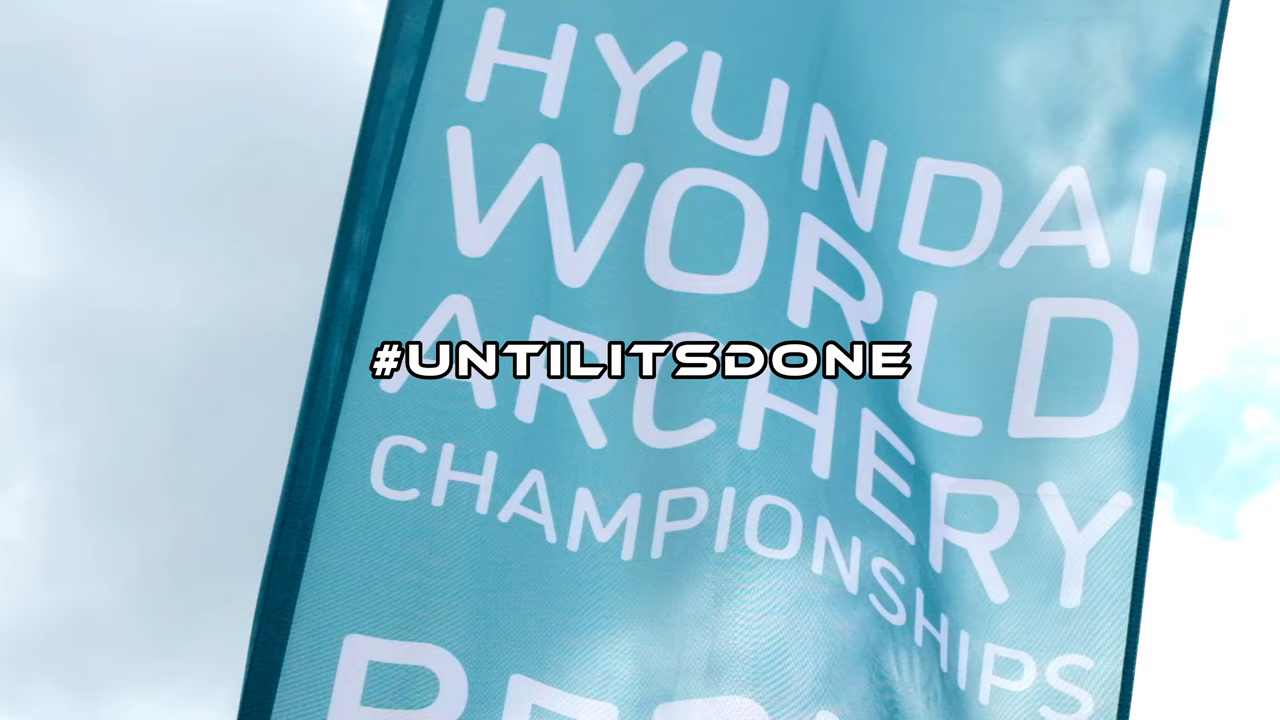 HYUNDAI
WORLD
ARCHERY
#UNTILITSDONE
CHAMPIONSHIPS